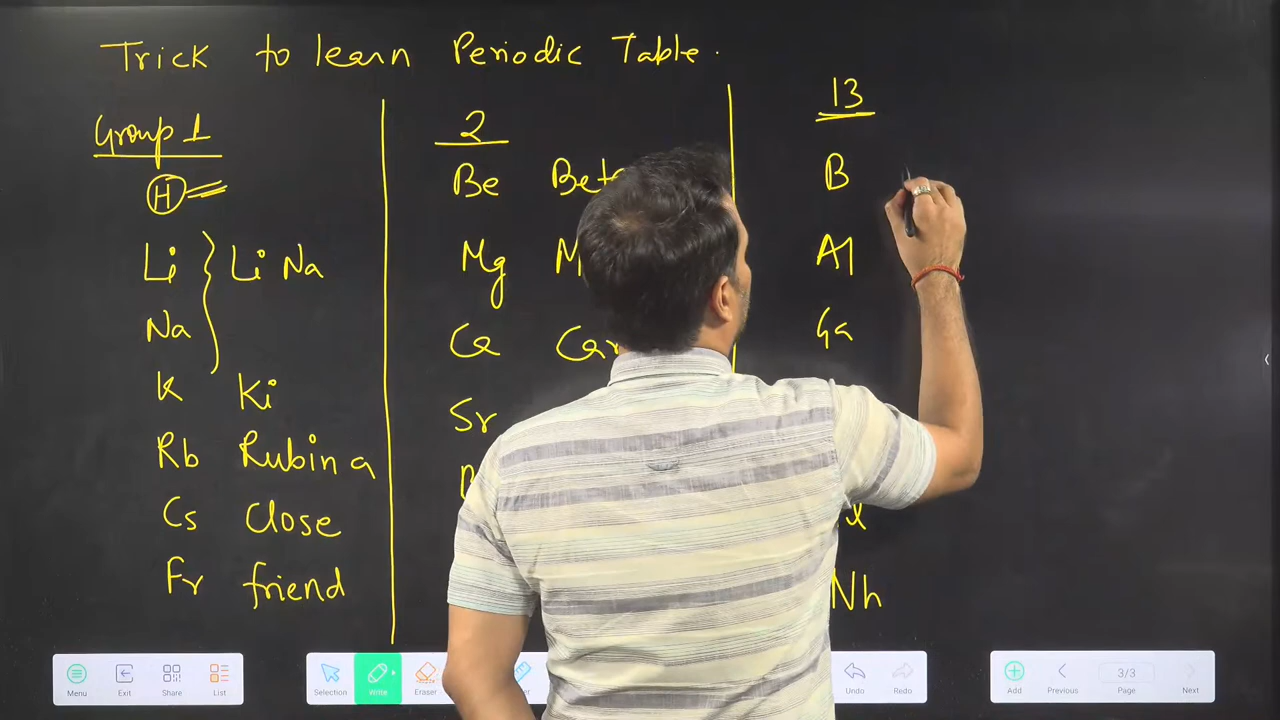 Trick to learn Periodic Table.
Group 1
H
Li
Li Na
Na
K Ki
Rb Rubina
Cs Close
Fr friend
2
Be
Mg
Ca
Sr
13
B
Al
Ga
Nh
Menu
Exit
Share
List
Selection
Write
Eraser
Undo
Redo
Add
Previous
3/3
Page
Next